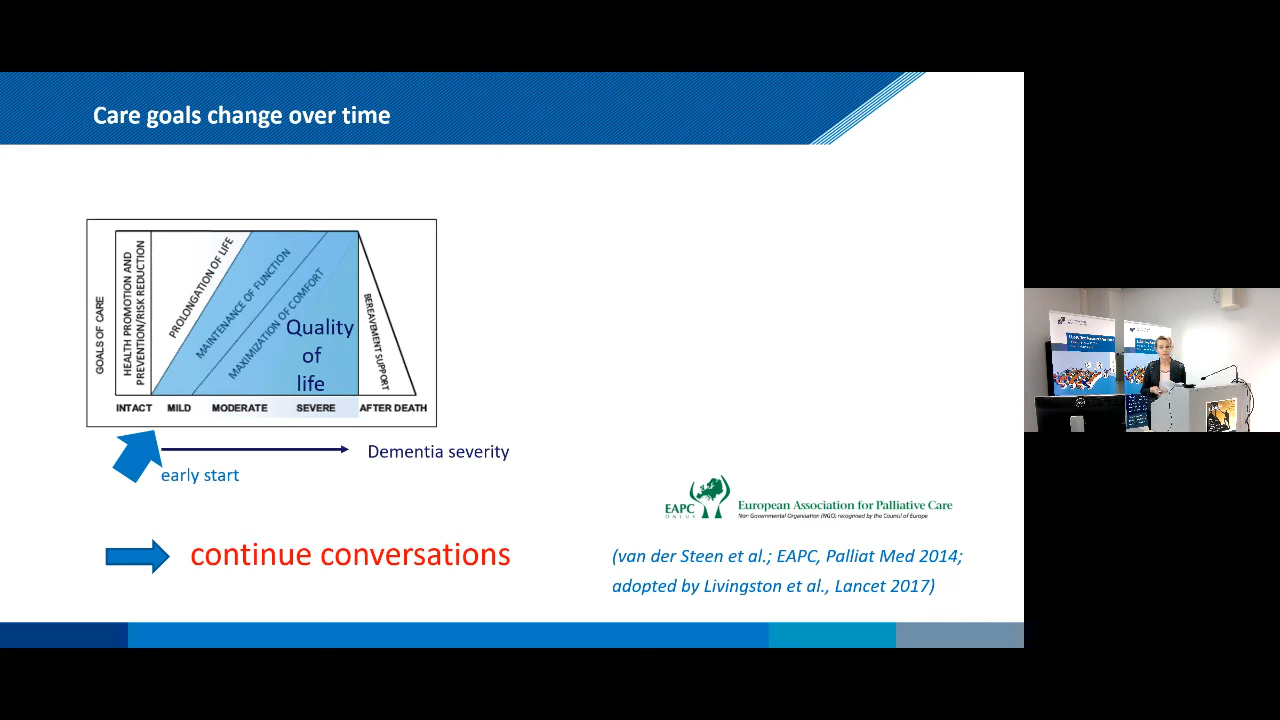 Care goals change over time
GOALS OF CARE
HEALTH PROMOTION AND
PREVENTION/RISK REDUCTION
PROLONGATION OF LIFE
MAINTENANCE OF FUNCTION
MAXIMIZATION OF COMFORT
Quality
of
life
BEREAVEMENT SUPPORT
INTACT MILD MODERATE SEVERE AFTER DEATH
Dementia severity
early start
continue conversations
EAPC
ONLUS
European Association for Palliative Care
Non Governmental Organisation (NGO) recognised by the Council of Europe
(van der Steen et al.; EAPC, Palliat Med 2014;
adopted by Livingston et al., Lancet 2017)